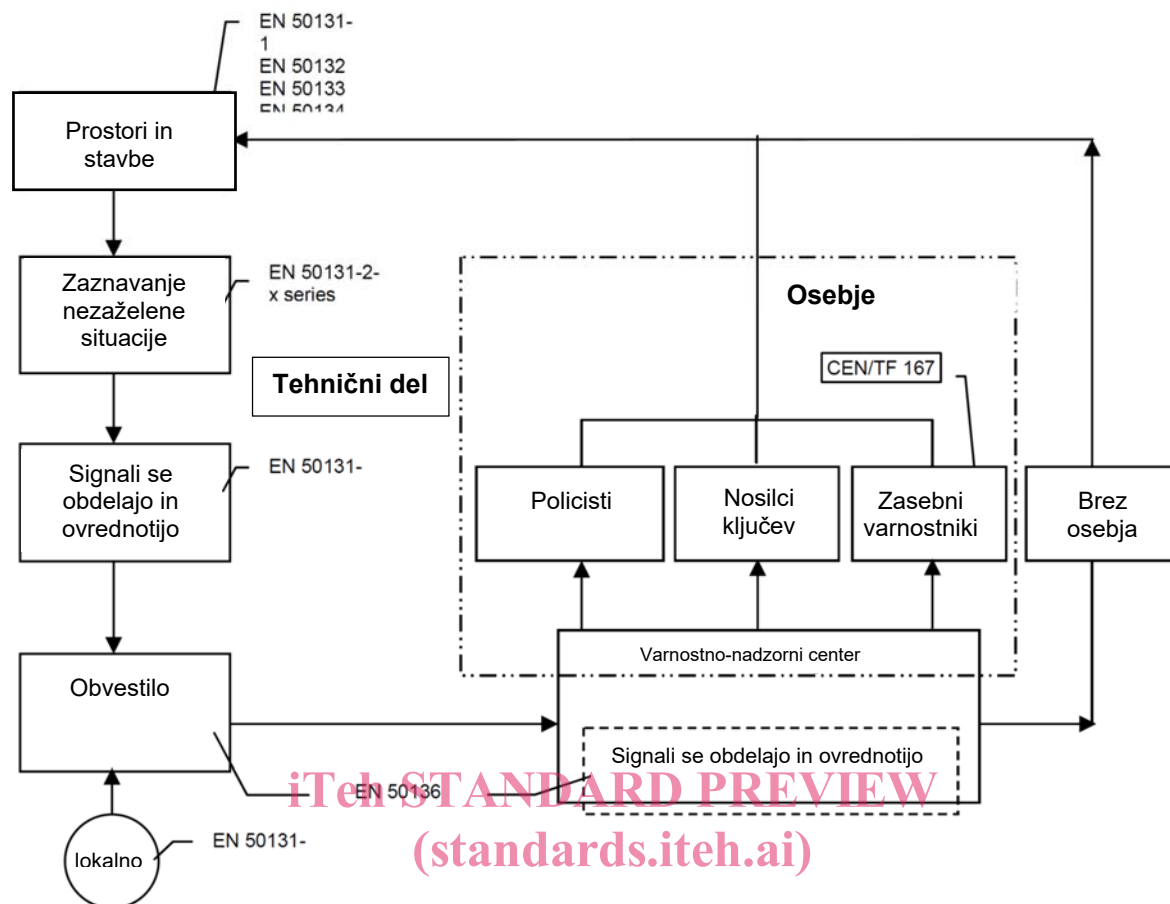 EN 50131-
1
EN 50132
EN 50133
EN 50134
Prostori in
stavbe
Zaznavanje
nezaželene
situacije
EN 50131-2-
x series
Osebje
Tehnični del
CEN/TF 167
Signali se
obdelajo in
ovrednotijo
EN 50131-
Policisti
Nosilci
ključev
Zasebni
varnostniki
Brez
osebja
Varnostno-nadzorni center
Obvestilo
Signali se obdelajo in ovrednotijo
EN 50136
iTeh STANDARD PREVIEW
(standards.iteh.ai)
EN 50131-
lokalno